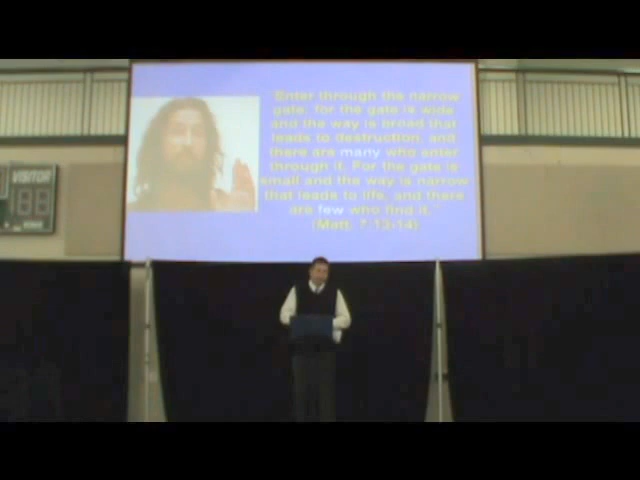 "Enter through the narrow
gate, for the gate is wide
and the way is broad that
leads to destruction, and
there are many who enter
through it. For the gate is
small and the way is narrow
that leads to life, and there
are few who find it."
(Matt. 7:13-14)
VISITOR